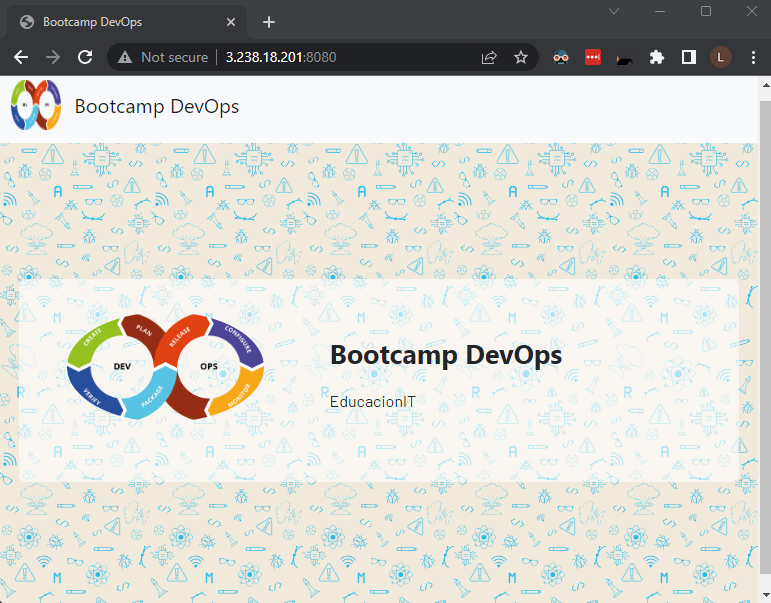 Bootcamp DevOps
Not secure 3.238.18.201:8080
L
Bootcamp DevOps
CREATE
PLAN
RELEASE
CONFIGURE
DEV
OPS
VERIFY
PACKAGE
MONITOR
Bootcamp DevOps
EducacionIT